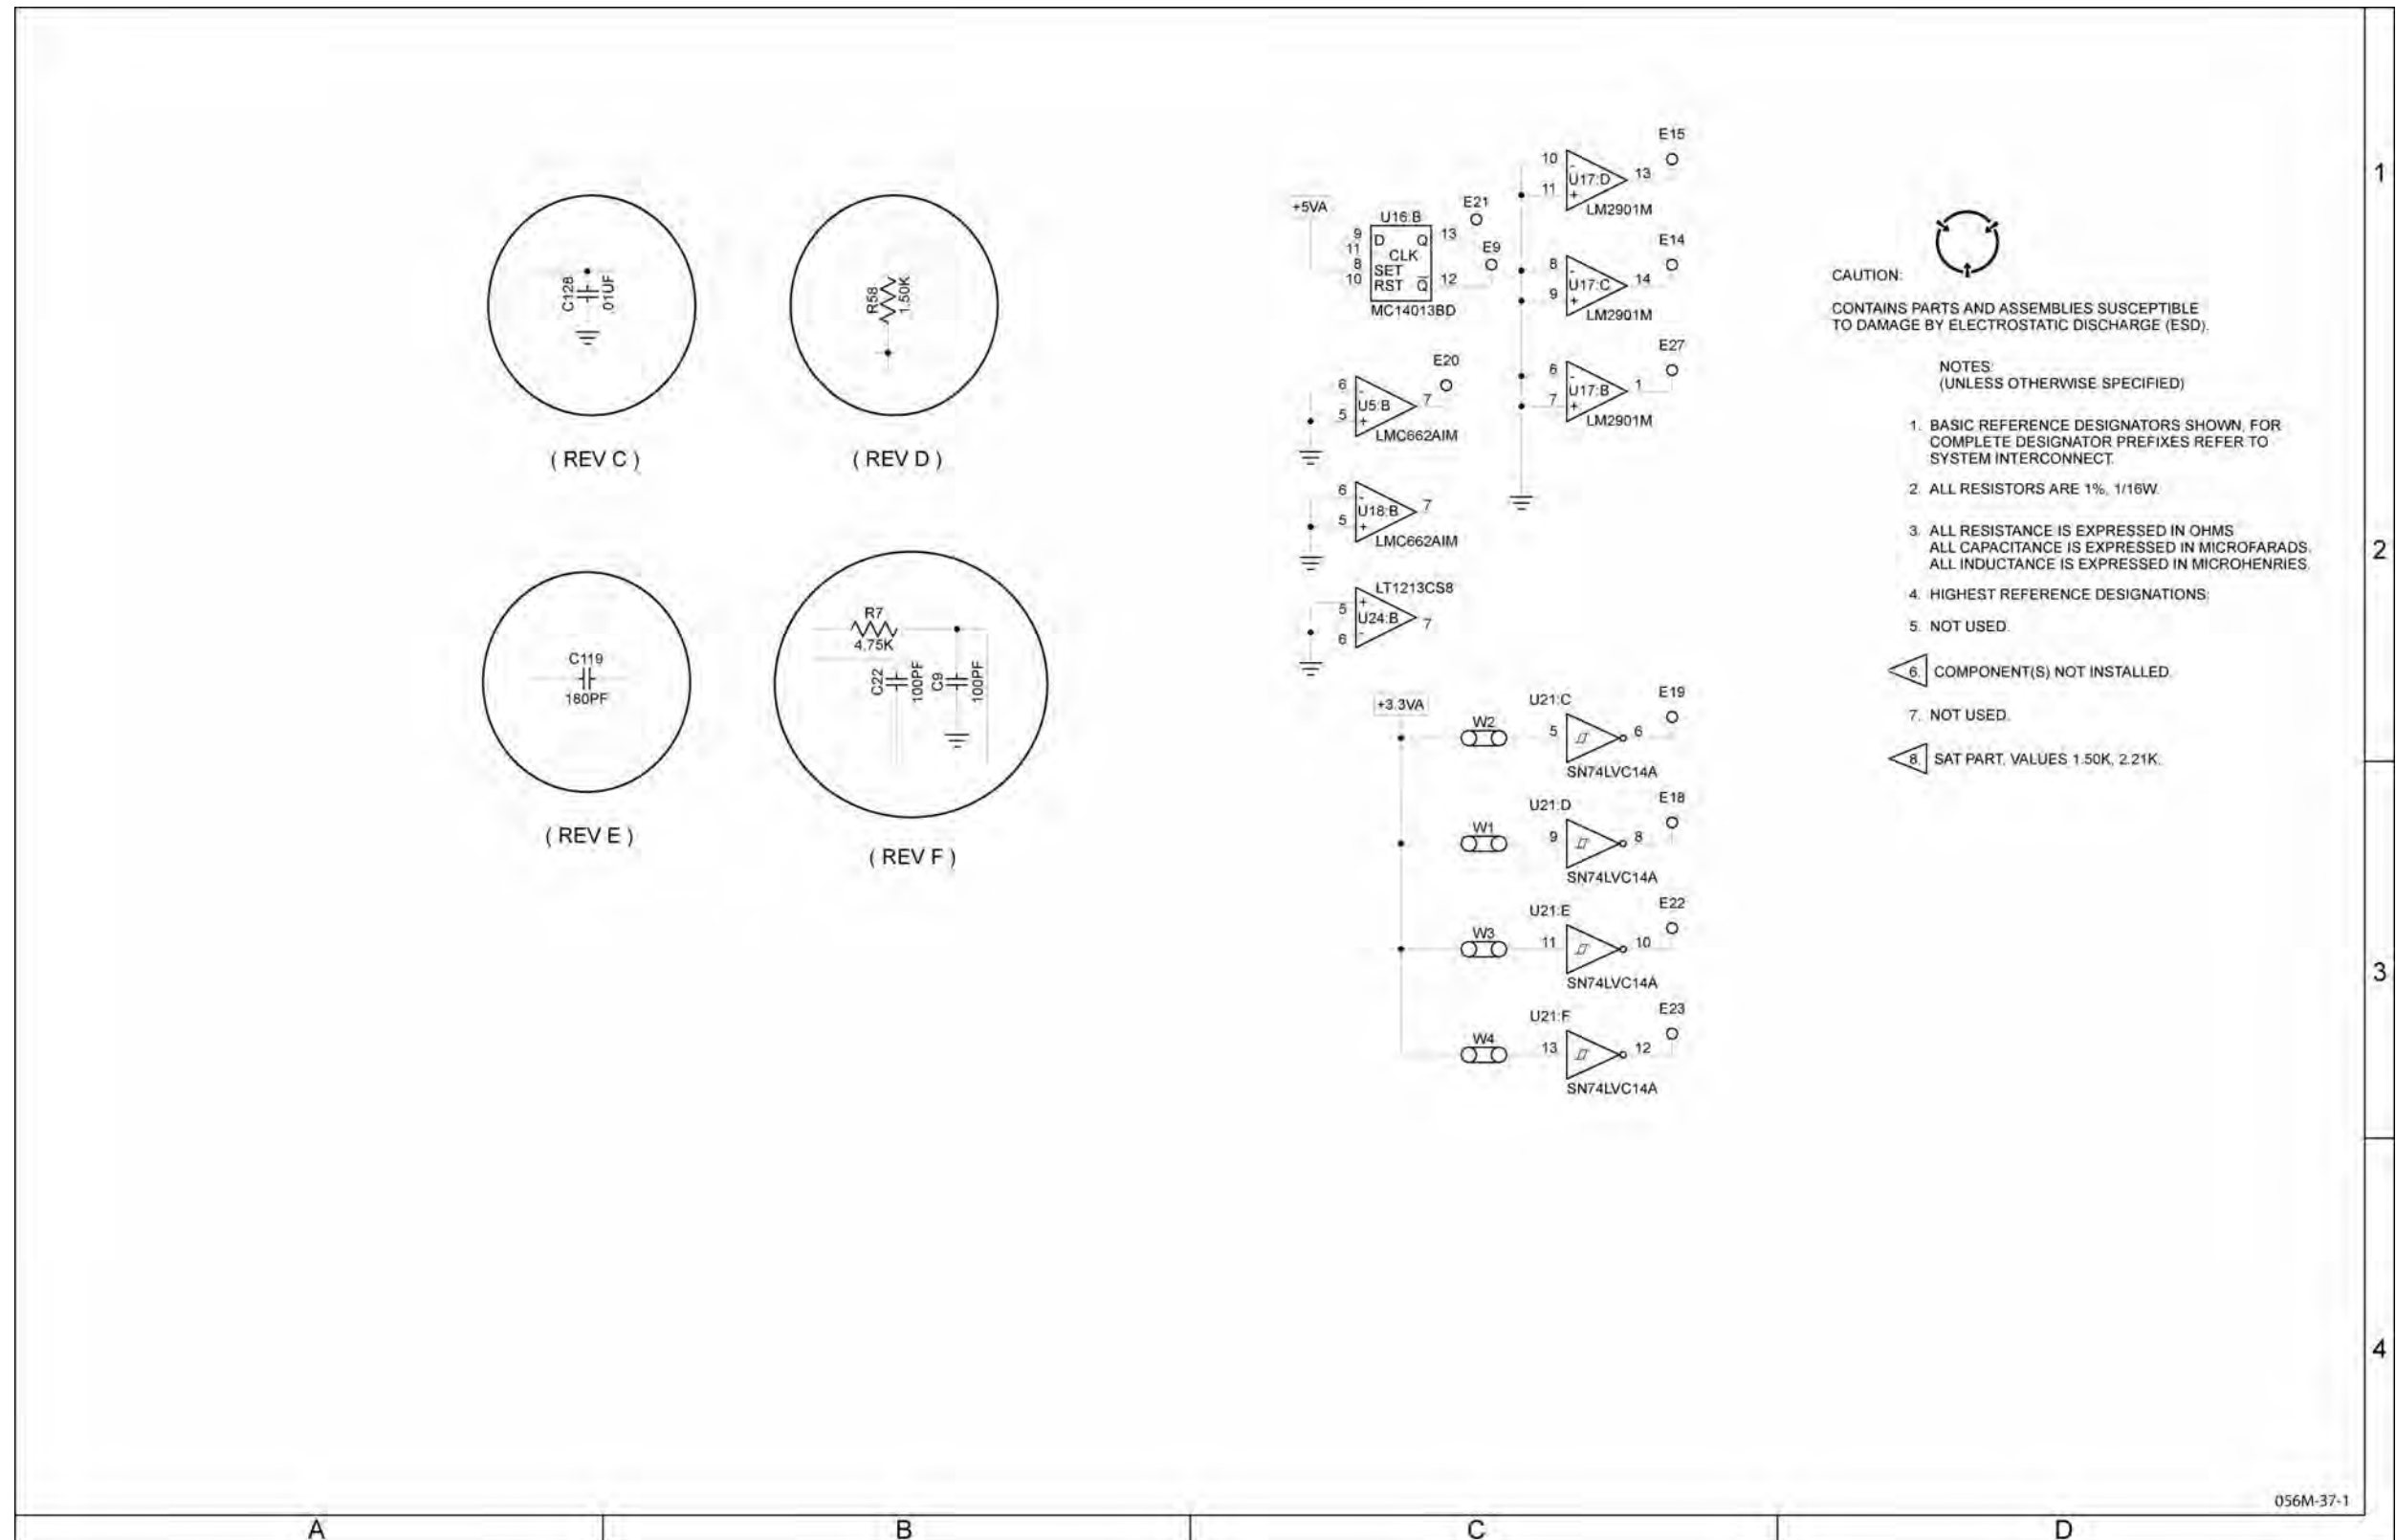 C128
.01UF
( REV C )
R58
1.50K
( REV D )
C119
180PF
( REV E )
R7
4.75K
C22
100PF
C9
100PF
( REV F )
+5VA
U16:B
9 D Q 13
11 CLK
8 SET
10 RST Q 12
MC14013BD
E21
E9
E15
10 - 13
U17:D
11 +
LM2901M
E14
8 - 14
U17:C
9 +
LM2901M
E27
6 - 1
U17:B
7 +
LM2901M
E20
6 - 7
U5:B
5 +
LMC662AIM
6 - 7
U18:B
5 +
LMC662AIM
LT1213CS8
5 +
U24:B 7
6 -
+3.3VA
U21:C
E19
W2
5 6
SN74LVC14A
U21:D
E18
W1
9 8
SN74LVC14A
U21:E
E22
W3
11 10
SN74LVC14A
U21:F
E23
W4
13 12
SN74LVC14A
CAUTION:
CONTAINS PARTS AND ASSEMBLIES SUSCEPTIBLE
TO DAMAGE BY ELECTROSTATIC DISCHARGE (ESD).
NOTES:
(UNLESS OTHERWISE SPECIFIED)
1. BASIC REFERENCE DESIGNATORS SHOWN, FOR
COMPLETE DESIGNATOR PREFIXES REFER TO
SYSTEM INTERCONNECT.
2. ALL RESISTORS ARE 1%, 1/16W.
3. ALL RESISTANCE IS EXPRESSED IN OHMS
ALL CAPACITANCE IS EXPRESSED IN MICROFARADS.
ALL INDUCTANCE IS EXPRESSED IN MICROHENRIES.
4. HIGHEST REFERENCE DESIGNATIONS:
5. NOT USED.
6. COMPONENT(S) NOT INSTALLED.
7. NOT USED.
8. SAT PART, VALUES 1.50K, 2.21K.
1
2
3
4
056M-37-1
A B C D